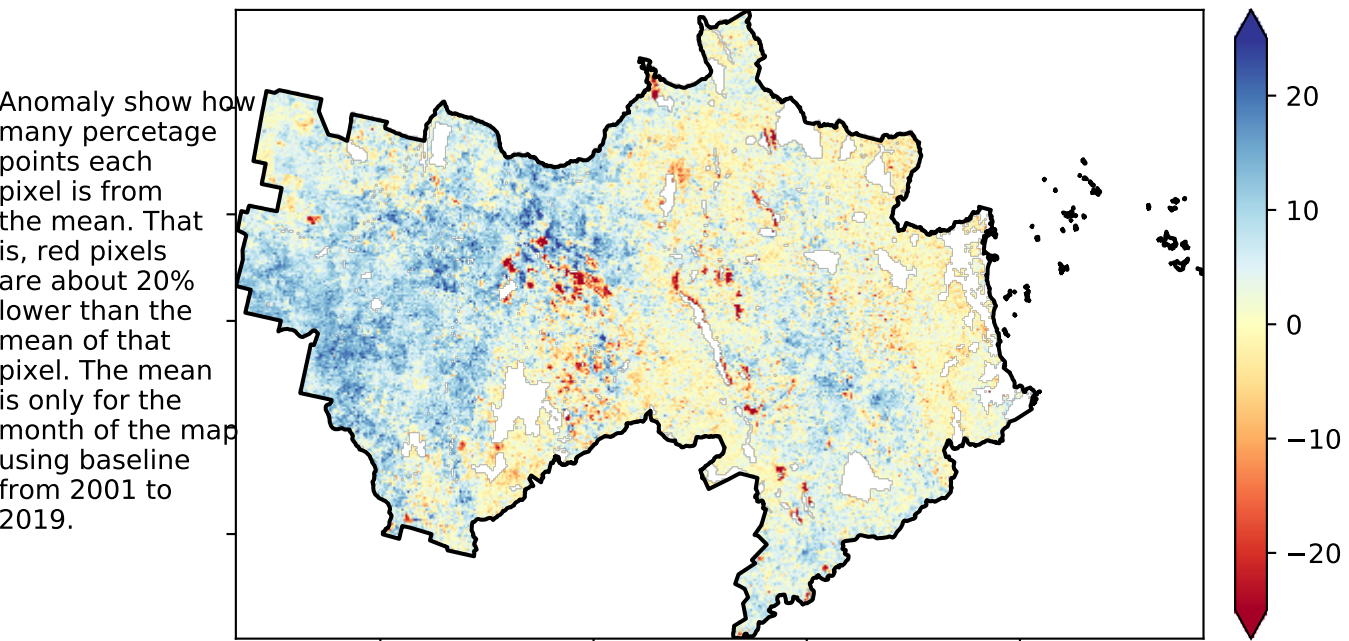 Anomaly show how
many percetage
points each
pixel is from
the mean. That
is, red pixels
are about 20%
lower than the
mean of that
pixel. The mean
is only for the
month of the map
using baseline
from 2001 to
2019.
20
10
0
−10
−20